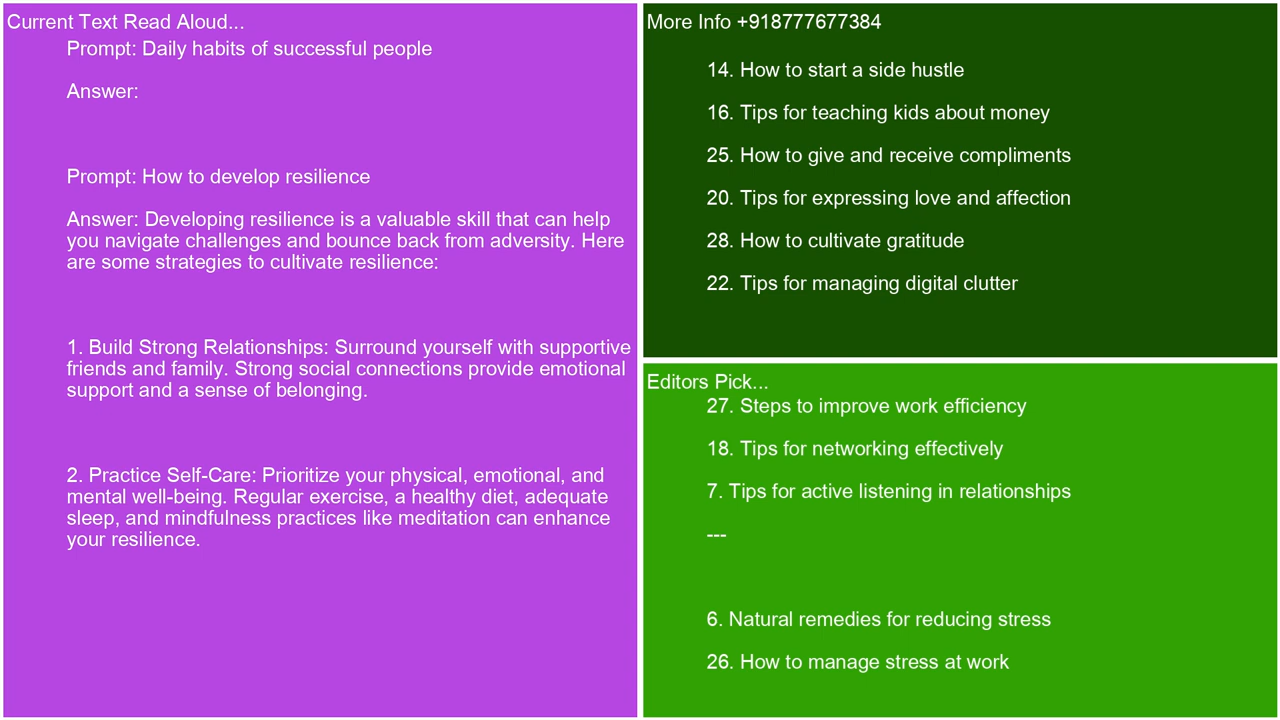 Current Text Read Aloud...
Prompt: Daily habits of successful people
Answer:
Prompt: How to develop resilience
Answer: Developing resilience is a valuable skill that can help
you navigate challenges and bounce back from adversity. Here
are some strategies to cultivate resilience:
1. Build Strong Relationships: Surround yourself with supportive
friends and family. Strong social connections provide emotional
support and a sense of belonging.
2. Practice Self-Care: Prioritize your physical, emotional, and
mental well-being. Regular exercise, a healthy diet, adequate
sleep, and mindfulness practices like meditation can enhance
your resilience.
More Info +918777677384
14. How to start a side hustle
16. Tips for teaching kids about money
25. How to give and receive compliments
20. Tips for expressing love and affection
28. How to cultivate gratitude
22. Tips for managing digital clutter
Editors Pick...
27. Steps to improve work efficiency
18. Tips for networking effectively
7. Tips for active listening in relationships
---
6. Natural remedies for reducing stress
26. How to manage stress at work